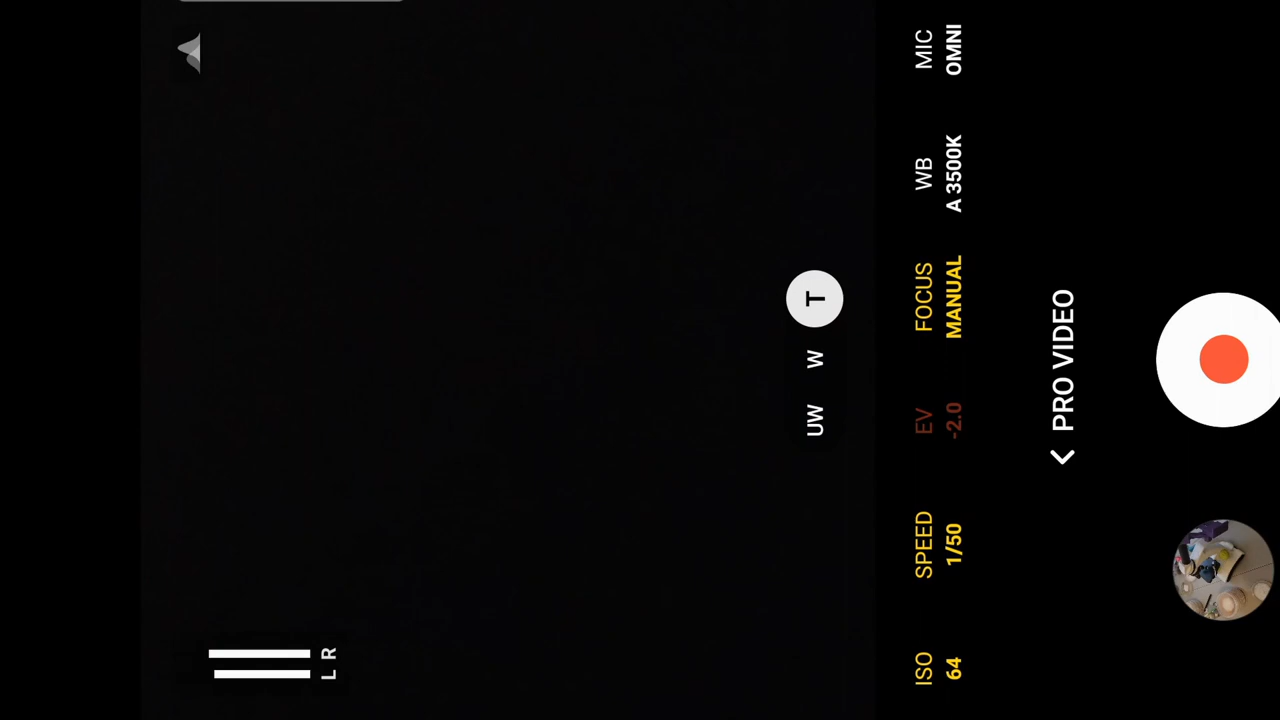 L R
UW W T
ISO SPEED EV FOCUS WB MIC
64 1/50 -2.0 MANUAL A 3500K OMNI
PRO VIDEO